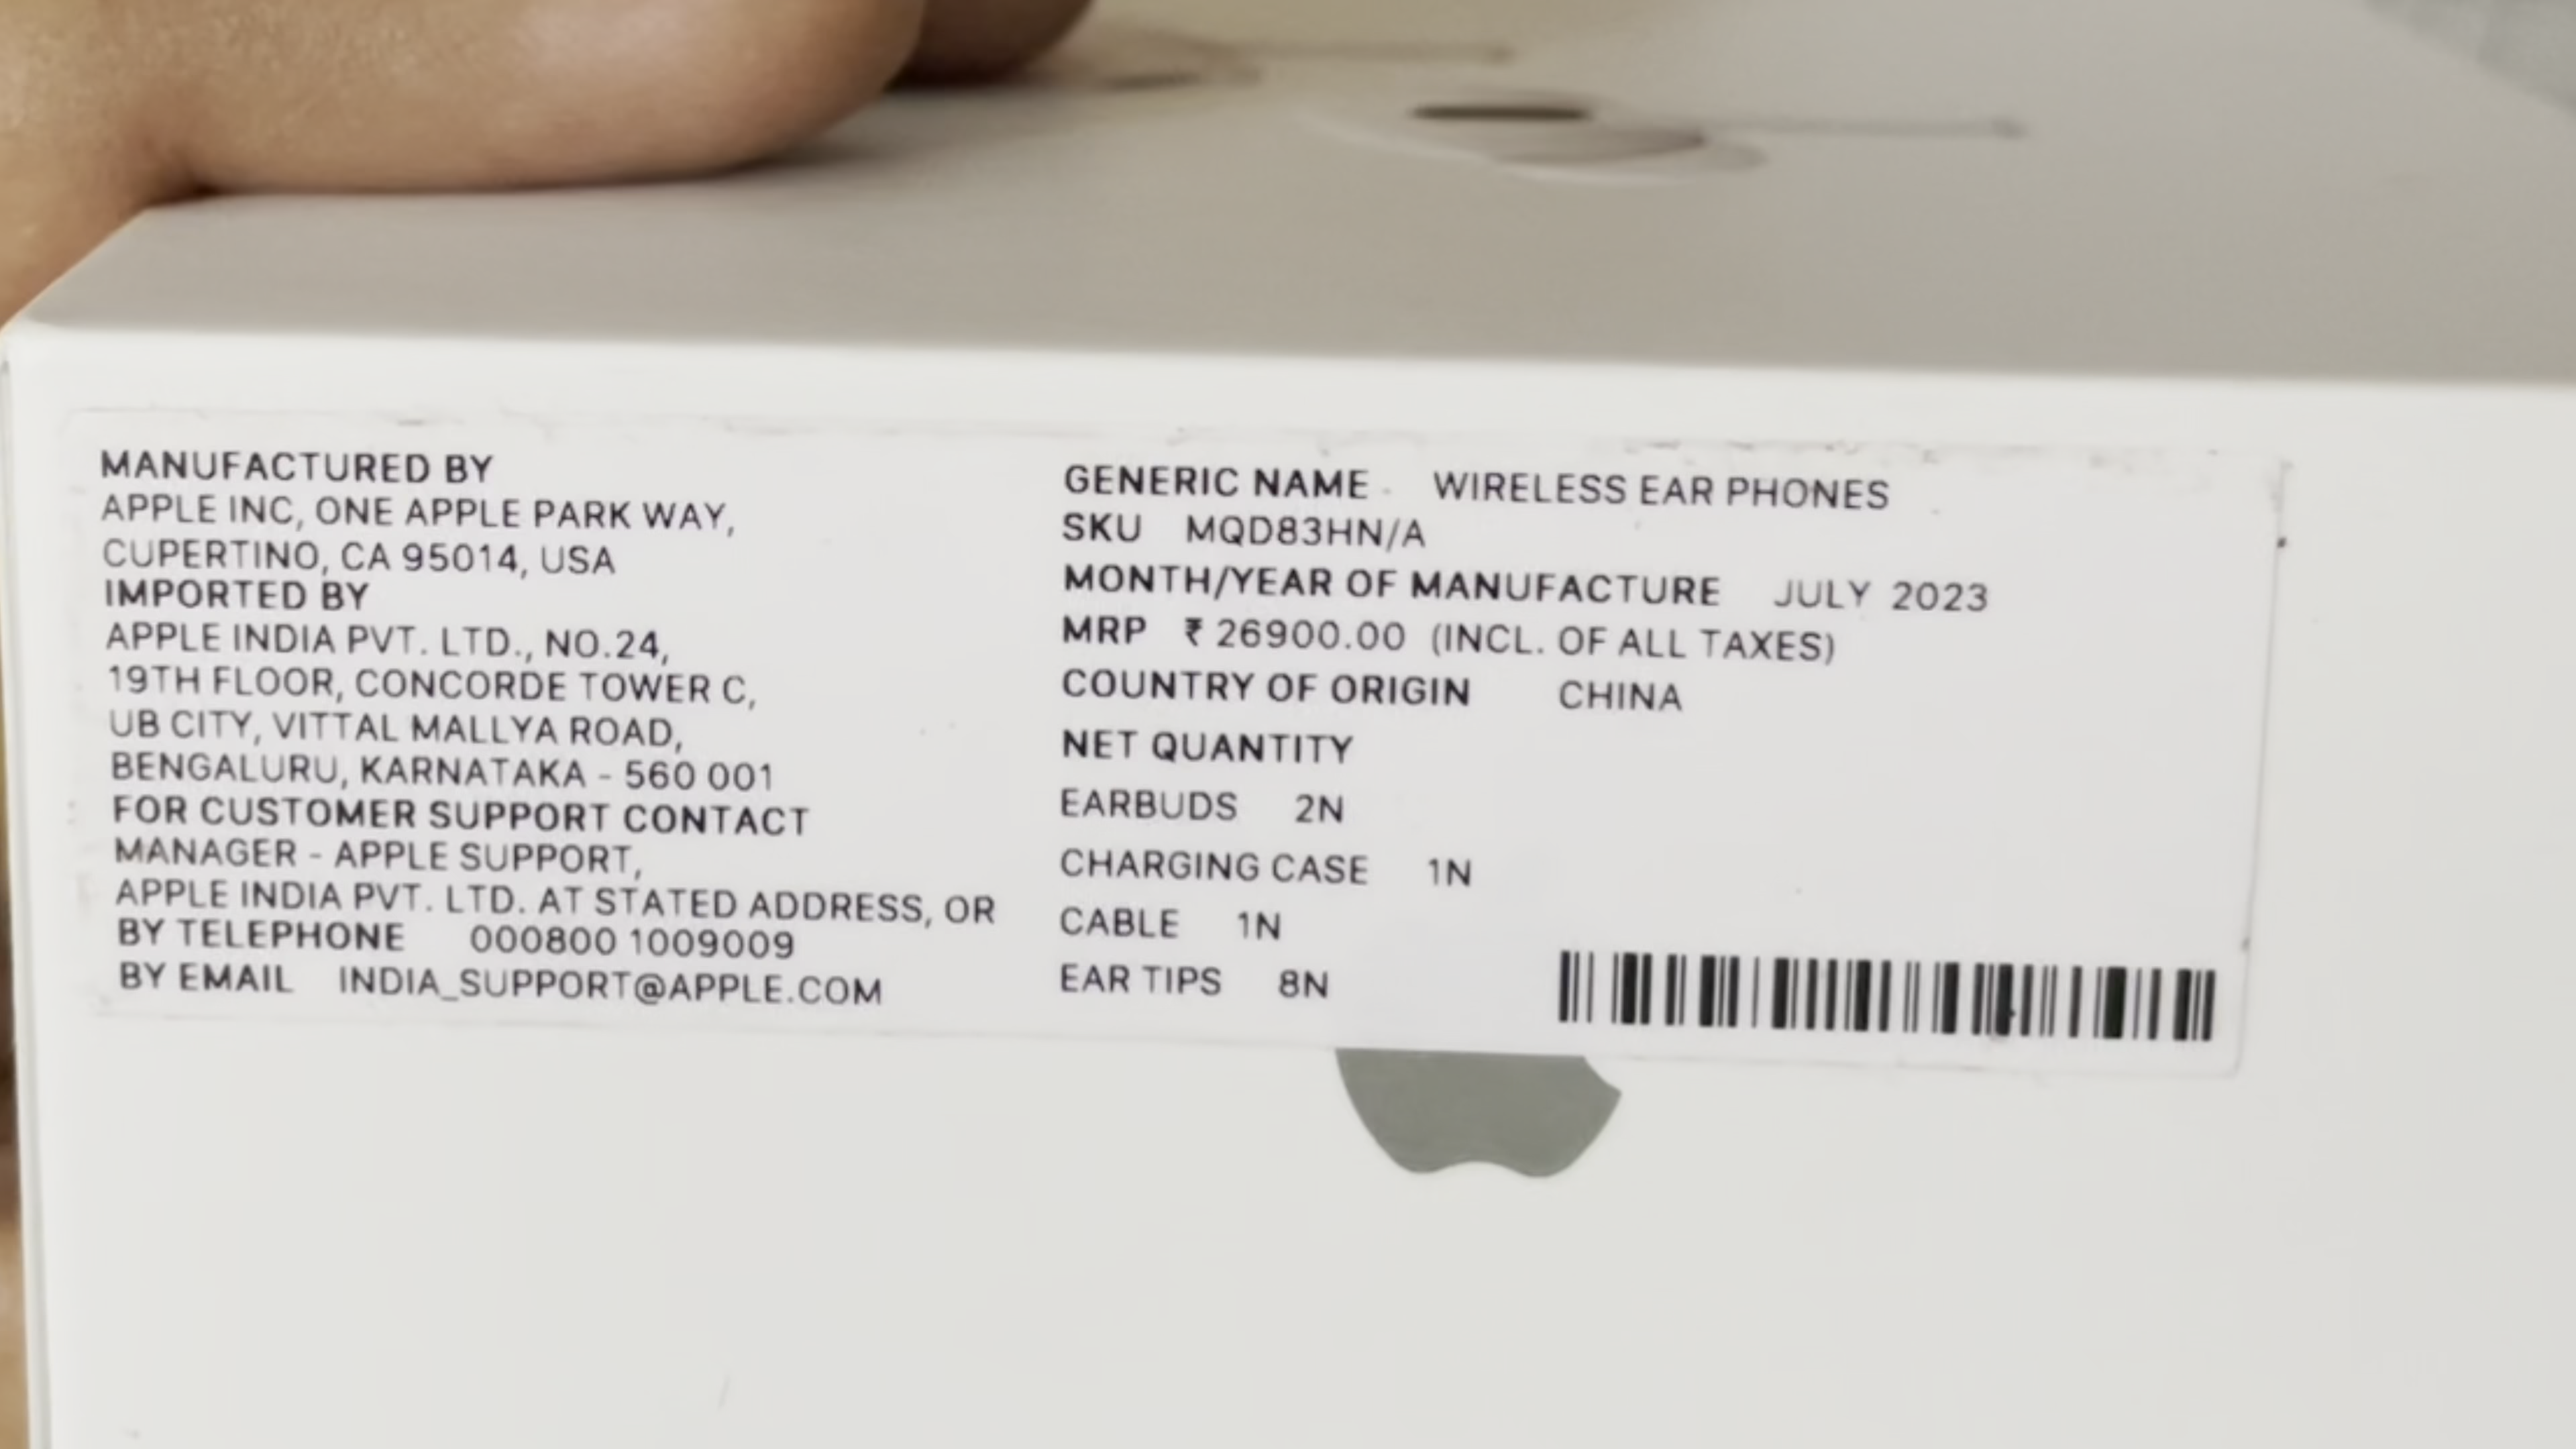 MANUFACTURED BY
APPLE INC, ONE APPLE PARK WAY,
CUPERTINO, CA 95014, USA
IMPORTED BY
APPLE INDIA PVT. LTD., NO.24,
19TH FLOOR, CONCORDE TOWER C,
UB CITY, VITTAL MALLYA ROAD,
BENGALURU, KARNATAKA - 560 001
FOR CUSTOMER SUPPORT CONTACT
MANAGER - APPLE SUPPORT,
APPLE INDIA PVT. LTD. AT STATED ADDRESS, OR
BY TELEPHONE 000800 1009009
BY EMAIL INDIA_SUPPORT@APPLE.COM
GENERIC NAME WIRELESS EAR PHONES
SKU MQD83HN/A
MONTH/YEAR OF MANUFACTURE JULY 2023
MRP ₹ 26900.00 (INCL. OF ALL TAXES)
COUNTRY OF ORIGIN CHINA
NET QUANTITY
EARBUDS 2N
CHARGING CASE 1N
CABLE 1N
EAR TIPS 8N